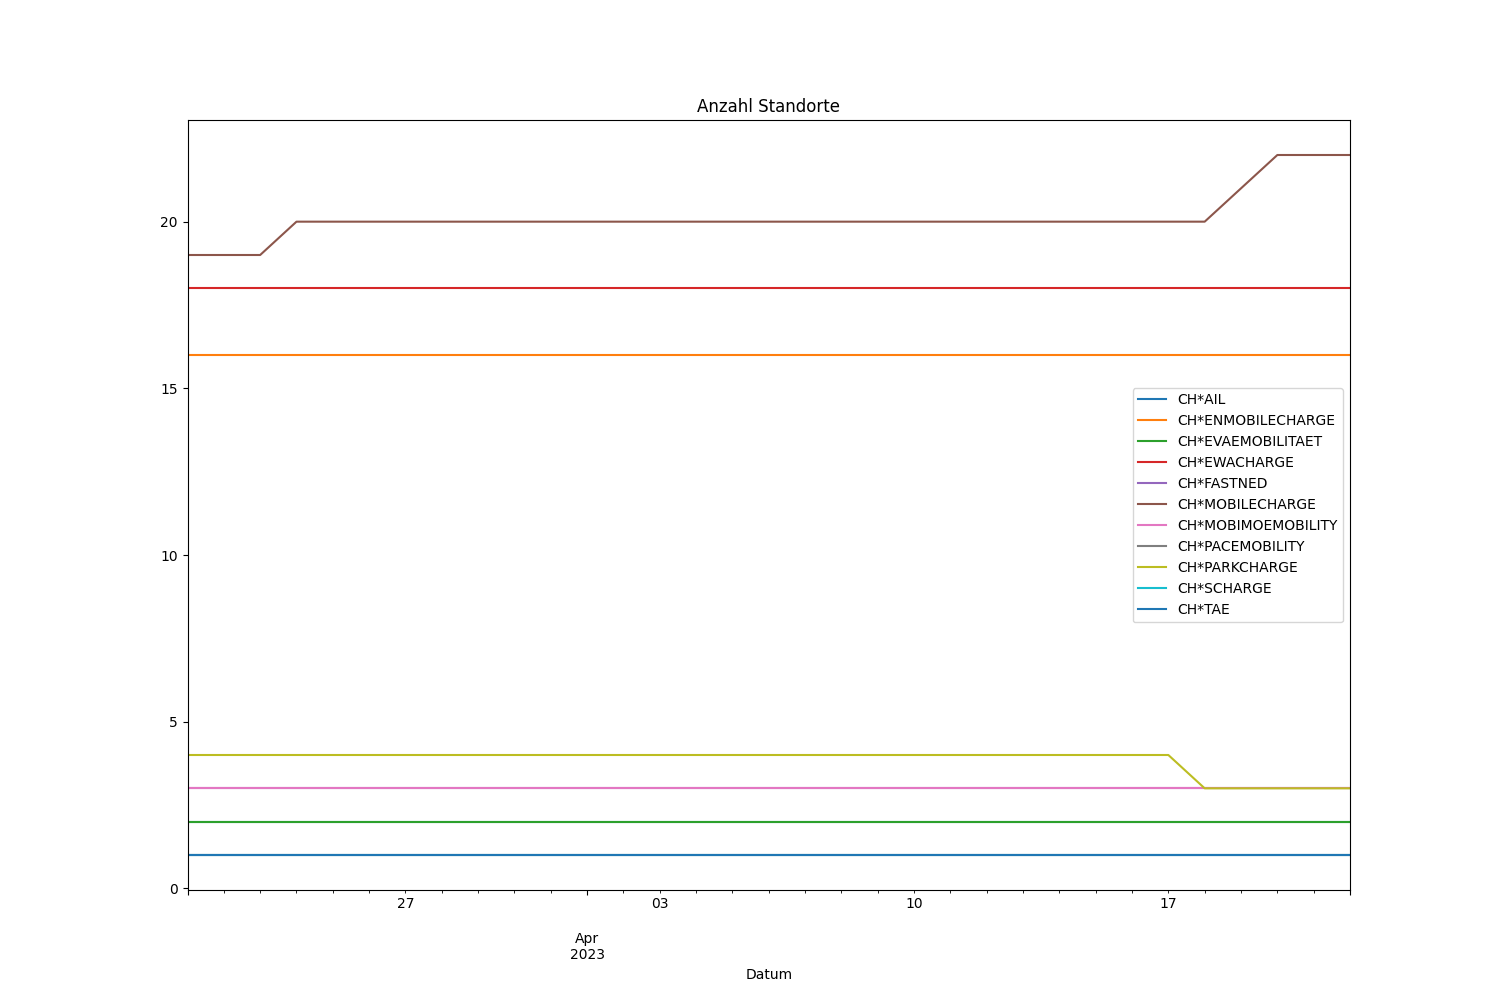 Anzahl Standorte
20
15
10
5
0
CH*AIL
CH*ENMOBILECHARGE
CH*EVAEMOBILITAET
CH*EWACHARGE
CH*FASTNED
CH*MOBILECHARGE
CH*MOBIMOEMOBILITY
CH*PACEMOBILITY
CH*PARKCHARGE
CH*SCHARGE
CH*TAE
27 03 10 17
Apr
2023
Datum